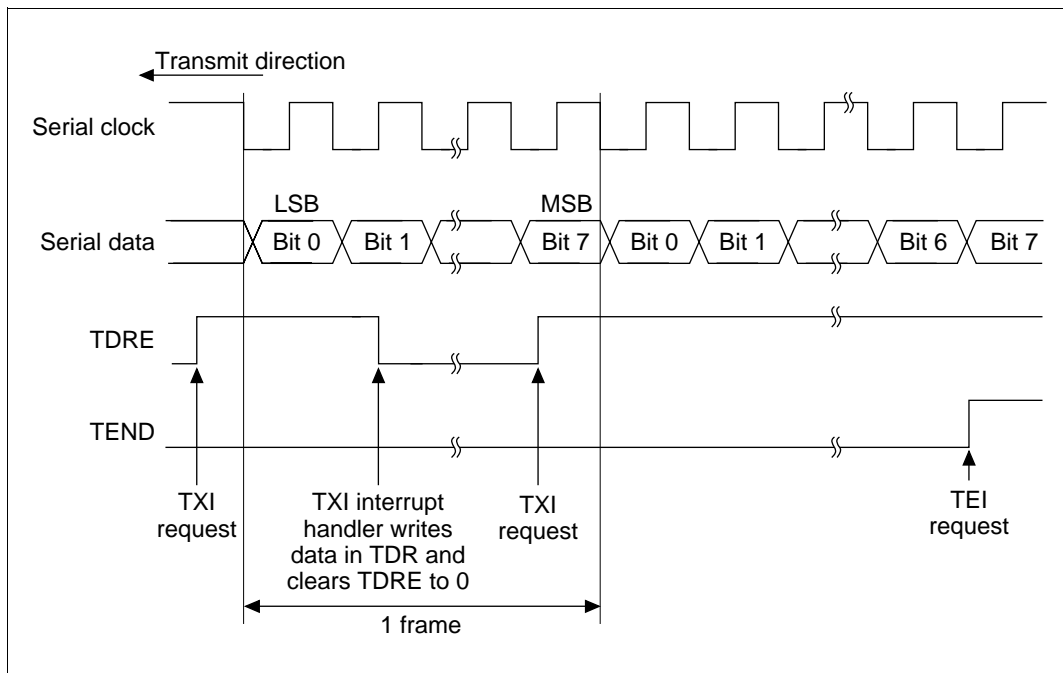 Transmit direction
Serial clock
LSB
MSB
Serial data
Bit 0
Bit 1
Bit 7
Bit 0
Bit 1
Bit 6
Bit 7
TDRE
TEND
TXI
request
TXI interrupt
handler writes
data in TDR and
clears TDRE to 0
TXI
request
TEI
request
1 frame